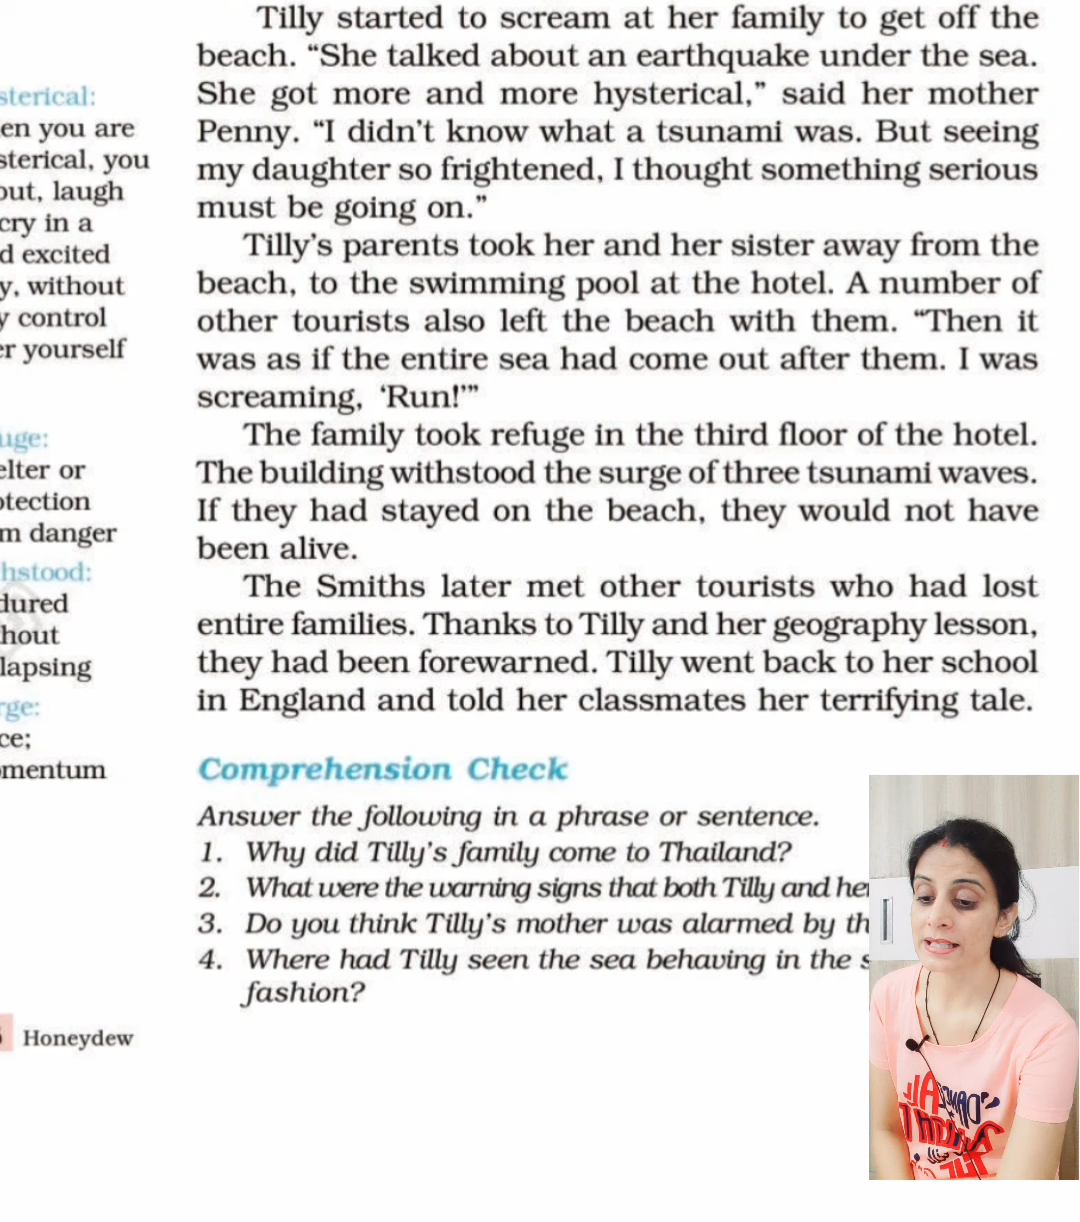 Tilly started to scream at her family to get off the
beach. “She talked about an earthquake under the sea.
She got more and more hysterical,” said her mother
Penny. “I didn’t know what a tsunami was. But seeing
my daughter so frightened, I thought something serious
must be going on.”
Tilly’s parents took her and her sister away from the
beach, to the swimming pool at the hotel. A number of
other tourists also left the beach with them. “Then it
was as if the entire sea had come out after them. I was
screaming, ‘Run!’”
The family took refuge in the third floor of the hotel.
The building withstood the surge of three tsunami waves.
If they had stayed on the beach, they would not have
been alive.
The Smiths later met other tourists who had lost
entire families. Thanks to Tilly and her geography lesson,
they had been forewarned. Tilly went back to her school
in England and told her classmates her terrifying tale.
sterical:
en you are
sterical, you
out, laugh
cry in a
d excited
y, without
y control
er yourself
uge:
elter or
otection
m danger
hstood:
dured
hout
lapsing
rge:
ce;
omentum
Comprehension Check
Answer the following in a phrase or sentence.
1. Why did Tilly’s family come to Thailand?
2. What were the warning signs that both Tilly and her
3. Do you think Tilly’s mother was alarmed by th
4. Where had Tilly seen the sea behaving in the s
fashion?
Honeydew